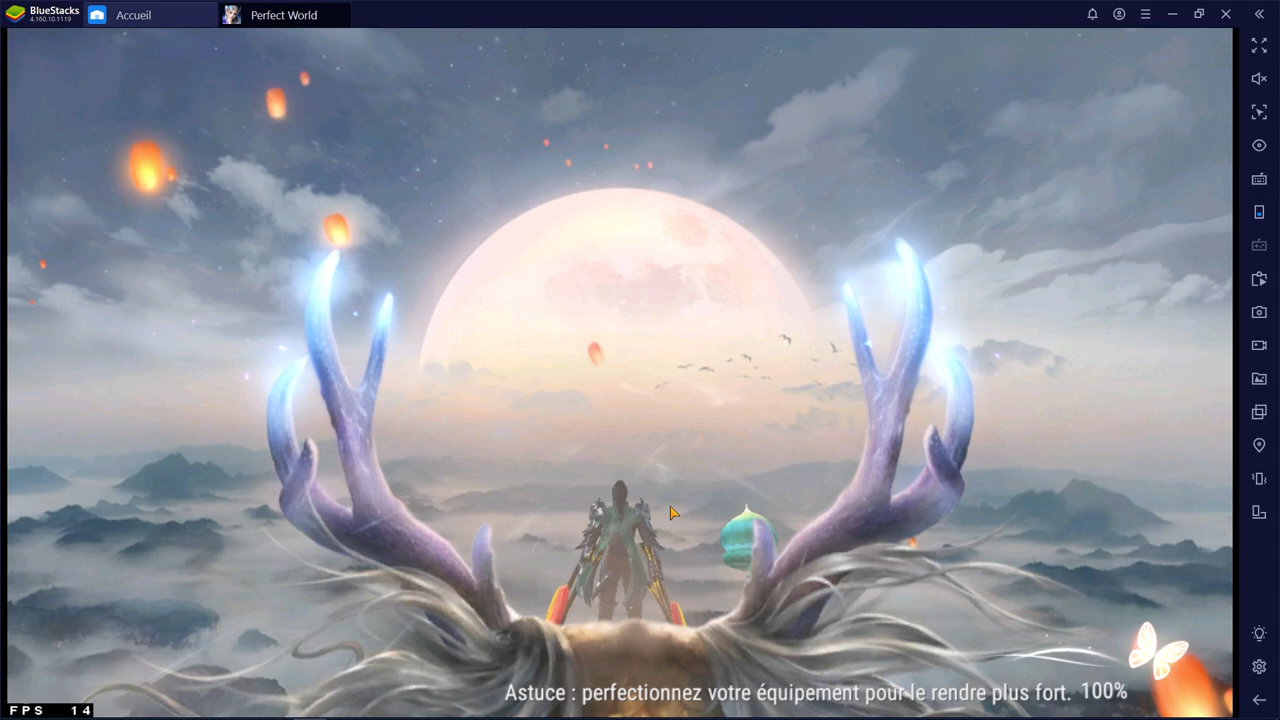 BlueStacks
4.160.10.1119
Accueil
Perfect World
Astuce : perfectionnez votre équipement pour le rendre plus fort. 100%
FPS 14